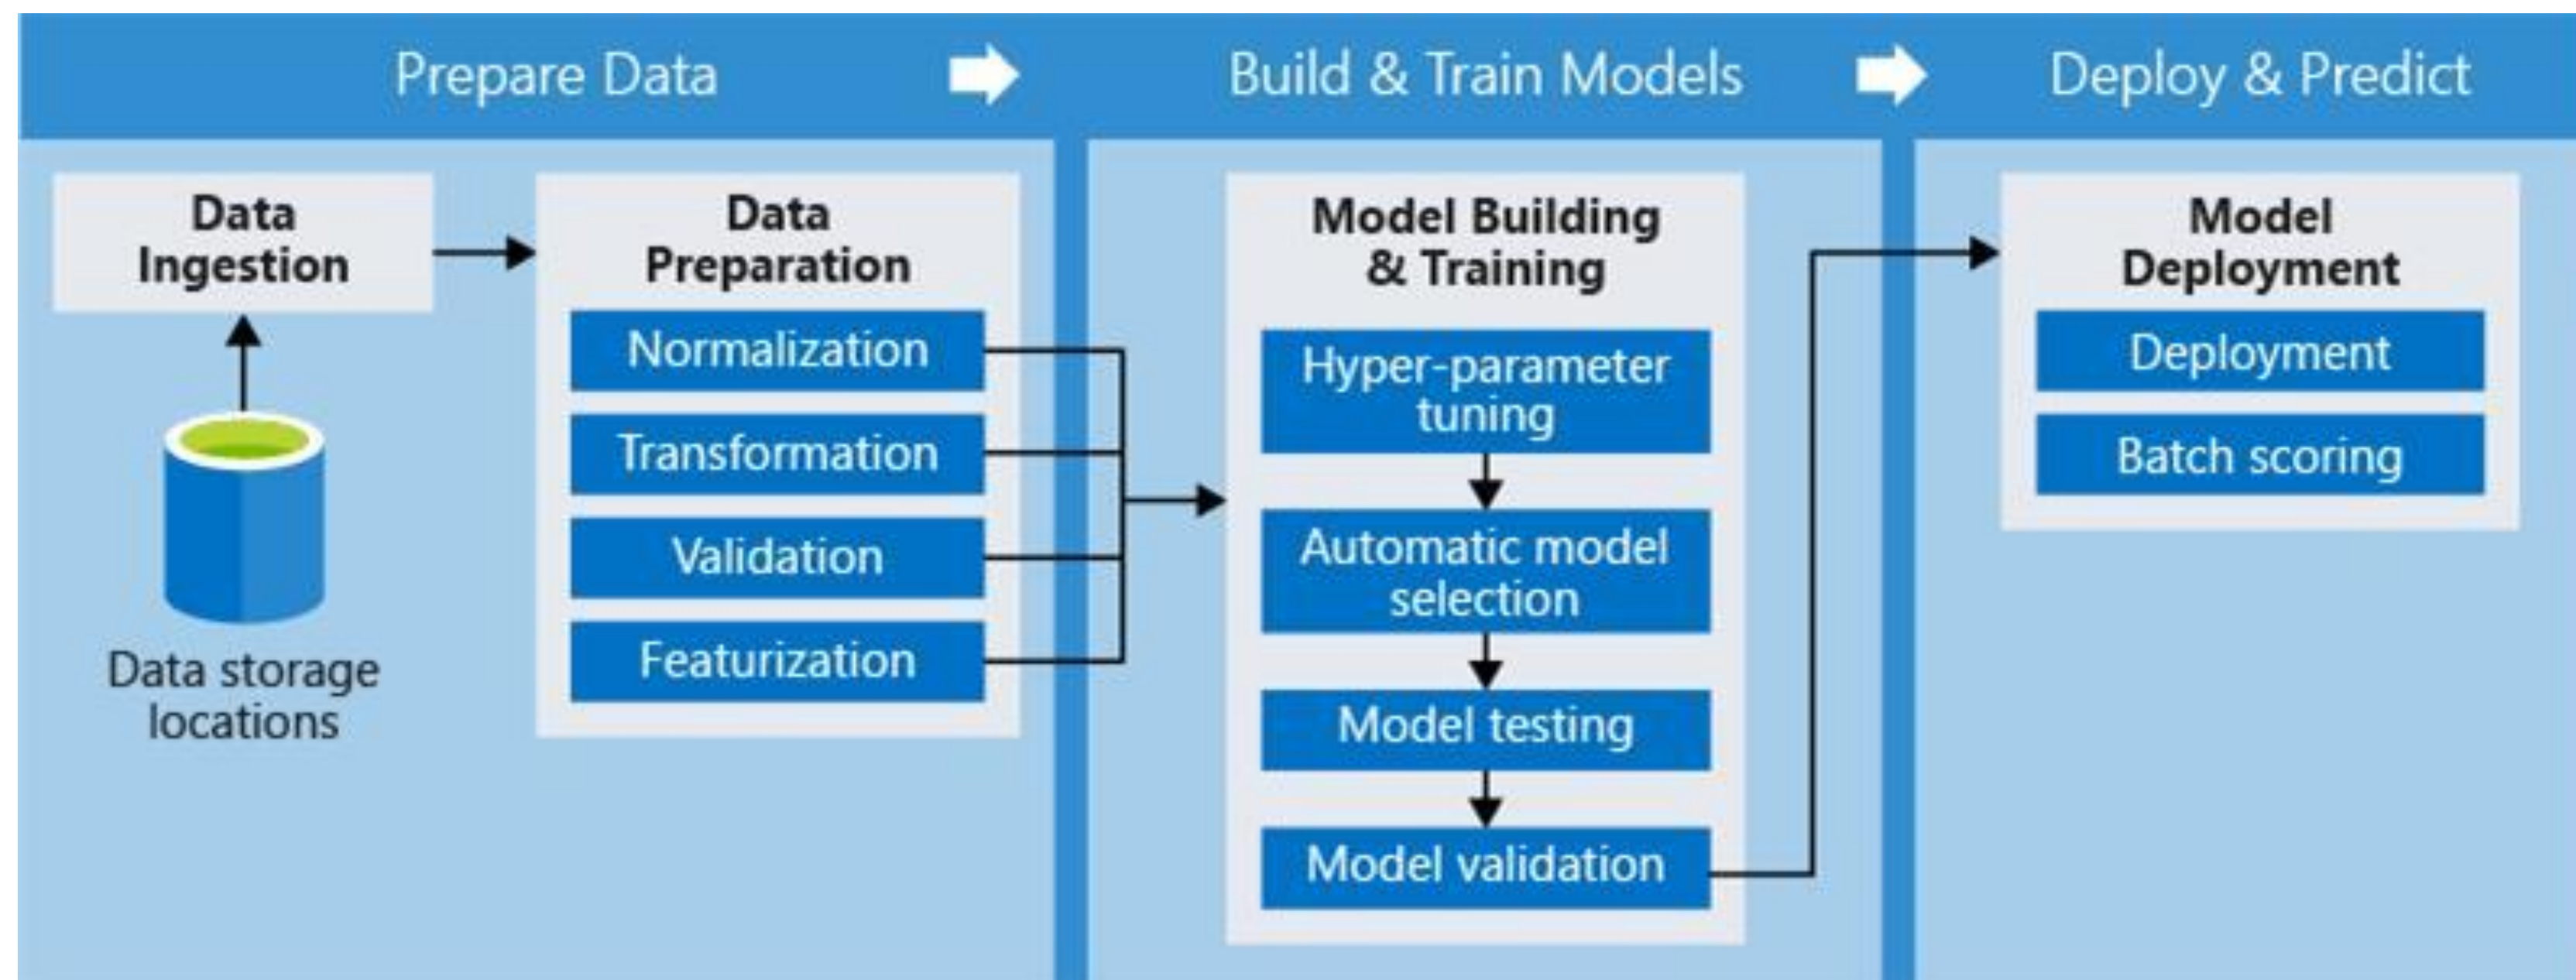 Prepare Data
Build & Train Models
Deploy & Predict
Data
Ingestion
Data storage
locations
Data
Preparation
Normalization
Transformation
Validation
Featurization
Model Building
& Training
Hyper-parameter
tuning
Automatic model
selection
Model testing
Model validation
Model
Deployment
Deployment
Batch scoring